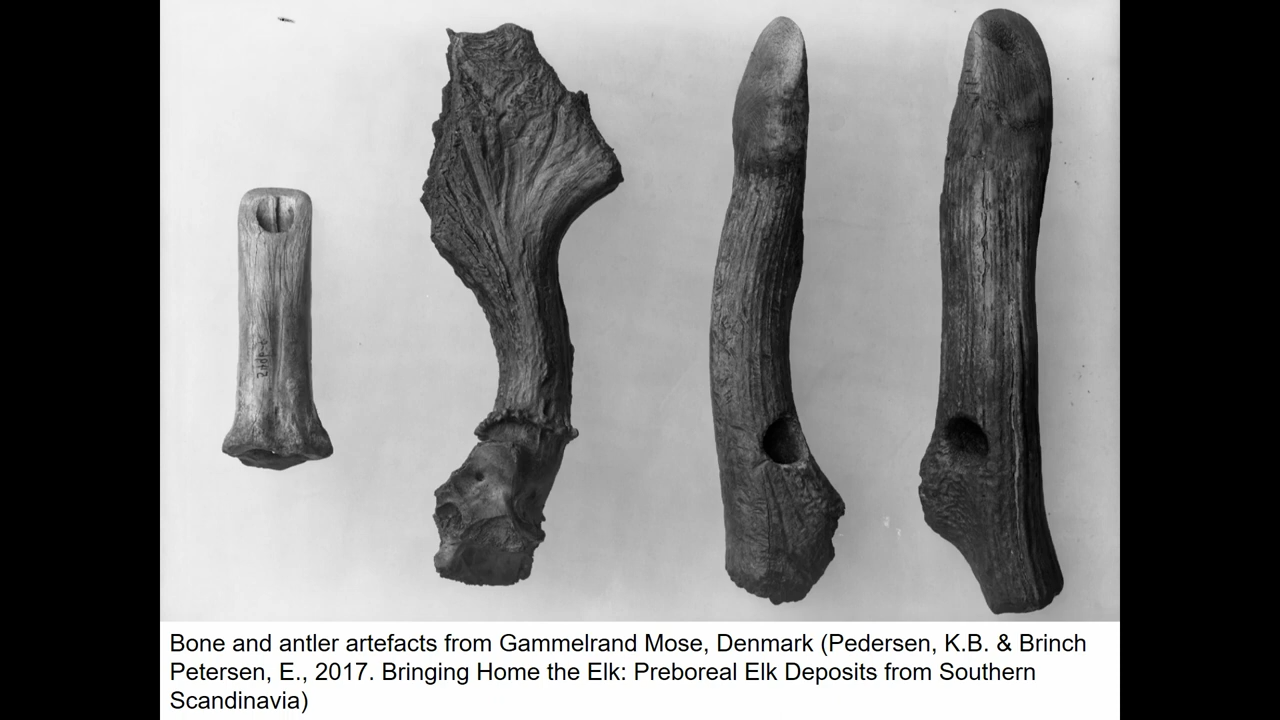 Bone and antler artefacts from Gammelrand Mose, Denmark (Pedersen, K.B. & Brinch
Petersen, E., 2017. Bringing Home the Elk: Preboreal Elk Deposits from Southern
Scandinavia)